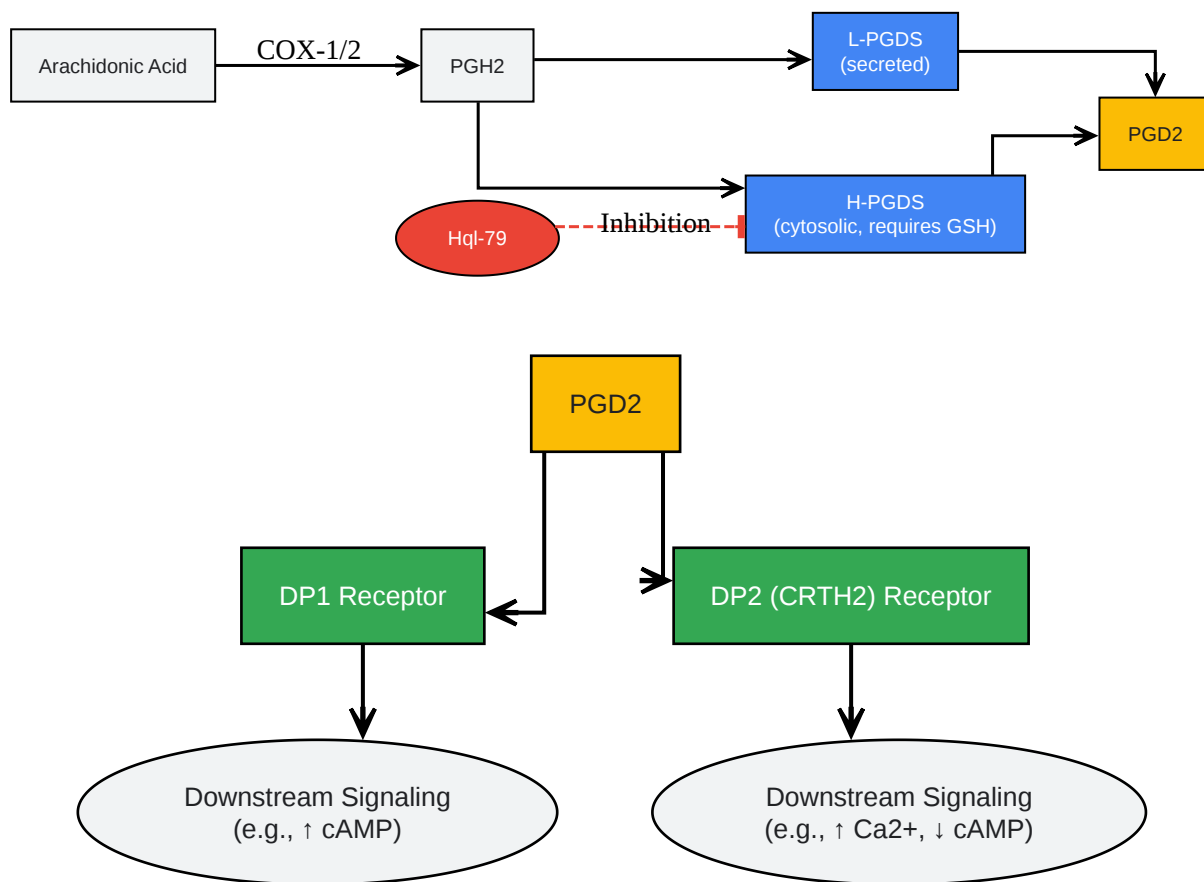 Arachidonic Acid
COX-1/2
PGH2
L-PGDS
(secreted)
PGD2
H-PGDS
(cytosolic, requires GSH)
Hql-79
Inhibition
PGD2
DP1 Receptor
DP2 (CRTH2) Receptor
Downstream Signaling
(e.g., ↑ cAMP)
Downstream Signaling
(e.g., ↑ Ca2+, ↓ cAMP)